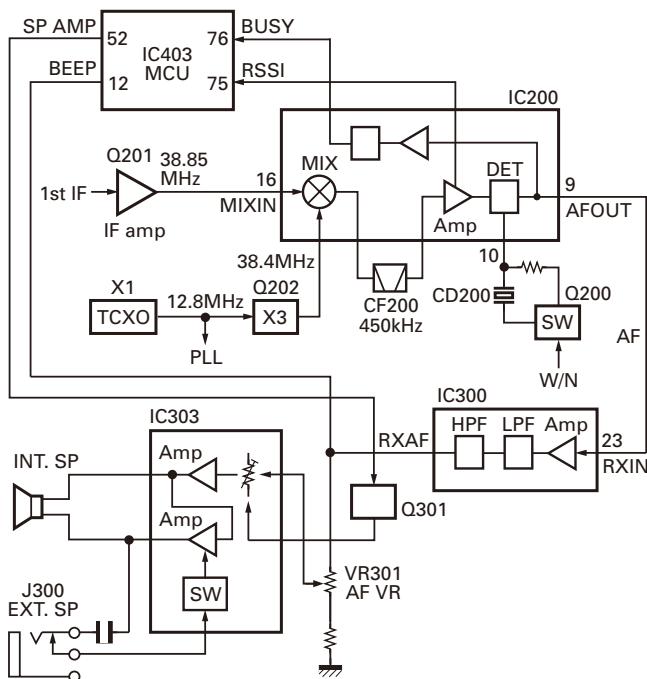 SP AMP
52
IC403
MCU
76
BUSY
BEEP
12
75
RSSI
IC200
Q201
38.85
MHz
16
MIX
DET
9
1st IF
MIXIN
AFOUT
IF amp
Amp
38.4MHz
10
X1
12.8MHz
Q202
CF200
450kHz
CD200
Q200
TCXO
X3
SW
AF
PLL
W/N
IC303
IC300
Amp
RXAF
HPF
LPF
Amp
23
INT. SP
RXIN
Amp
Q301
SW
VR301
AF VR
J300
EXT. SP